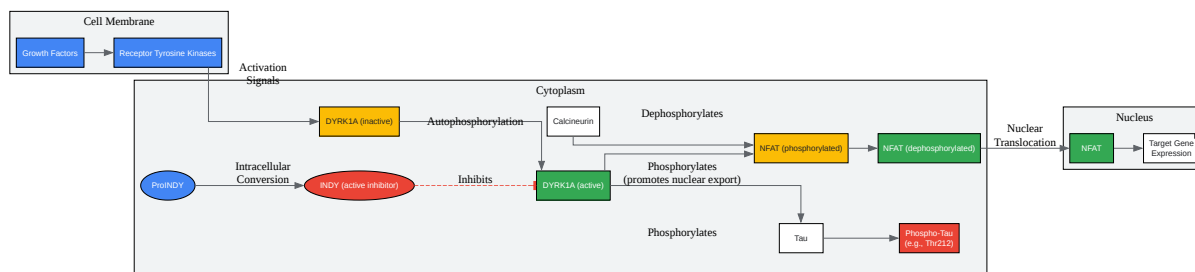 Cell Membrane
Growth Factors
Receptor Tyrosine Kinases
Activation
Signals
Cytoplasm
DYRK1A (inactive)
Autophosphorylation
Calcineurin
Dephosphorylates
NFAT (phosphorylated)
NFAT (dephosphorylated)
Nuclear
Translocation
Nucleus
NFAT
Target Gene
Expression
ProINDY
Intracellular
Conversion
INDY (active inhibitor)
Inhibits
DYRK1A (active)
Phosphorylates
(promotes nuclear export)
Phosphorylates
Tau
Phospho-Tau
(e.g., Thr212)